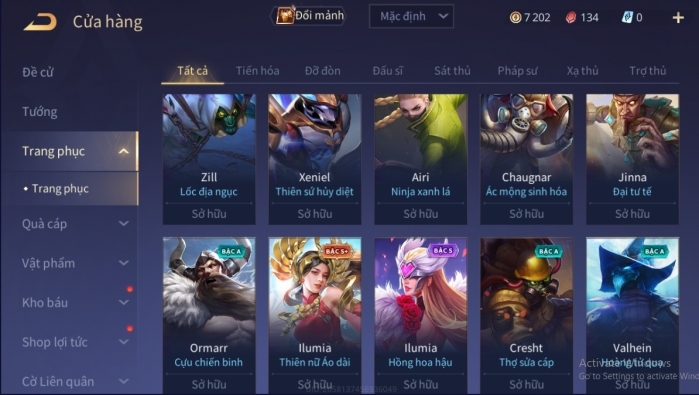 Cửa hàng
Đổi mảnh
Mặc định
7 202
134
0
Đề cử
Tướng
Trang phục
Trang phục
Quà cáp
Vật phẩm
Kho báu
Shop lợi tức
Cờ Liên quân
Tất cả Tiến hóa Đỡ đòn Đấu sĩ Sát thủ Pháp sư Xạ thủ Trợ thủ
Zill
Lốc địa ngục
Sở hữu
Xeniel
Thiên sứ hủy diệt
Sở hữu
Airi
Ninja xanh lá
Sở hữu
Chaugnar
Ác mộng sinh hóa
Sở hữu
Jinna
Đại tư tế
Sở hữu
BẬC A
Ormarr
Cựu chiến binh
Sở hữu
BẬC S+
Ilumia
Thiên nữ Áo dài
Sở hữu
BẬC S
Ilumia
Hồng hoa hậu
Sở hữu
BẬC A
Cresht
Thợ sửa cáp
Sở hữu
BẬC A
Valhein
Hoàng tử quạ
Sở hữu
Activate Windows
Go to Settings to activate Wind